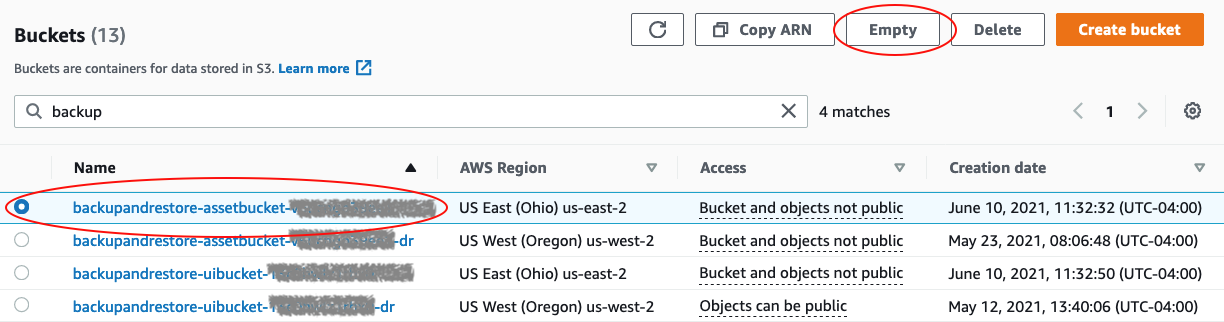 Buckets (13)
Copy ARN
Empty
Delete
Create bucket
Buckets are containers for data stored in S3. Learn more
backup
4 matches
1
Name AWS Region Access Creation date
backupandrestore-assetbucket- US East (Ohio) us-east-2 Bucket and objects not public June 10, 2021, 11:32:32 (UTC-04:00)
backupandrestore-assetbucket- -dr US West (Oregon) us-west-2 Bucket and objects not public May 23, 2021, 08:06:48 (UTC-04:00)
backupandrestore-uibucket- US East (Ohio) us-east-2 Bucket and objects not public June 10, 2021, 11:32:50 (UTC-04:00)
backupandrestore-uibucket- -dr US West (Oregon) us-west-2 Objects can be public May 12, 2021, 13:40:06 (UTC-04:00)